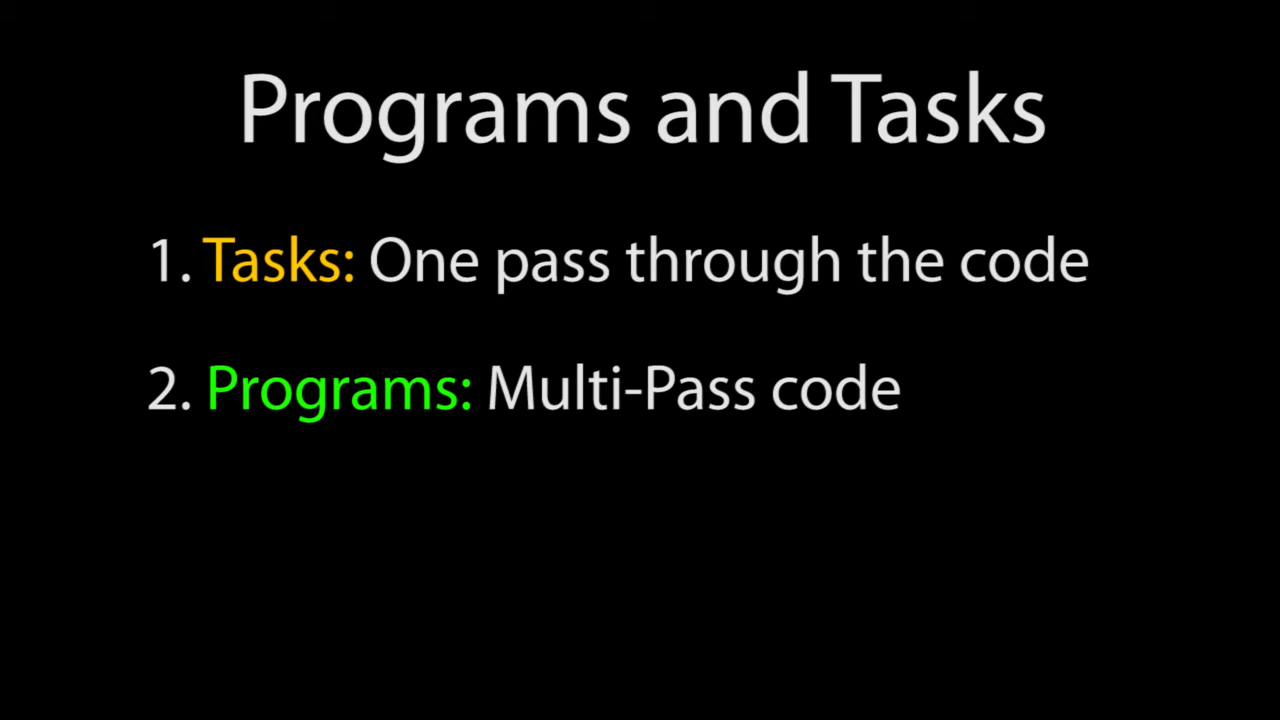 Programs and Tasks
1. Tasks: One pass through the code
2. Programs: Multi-Pass code